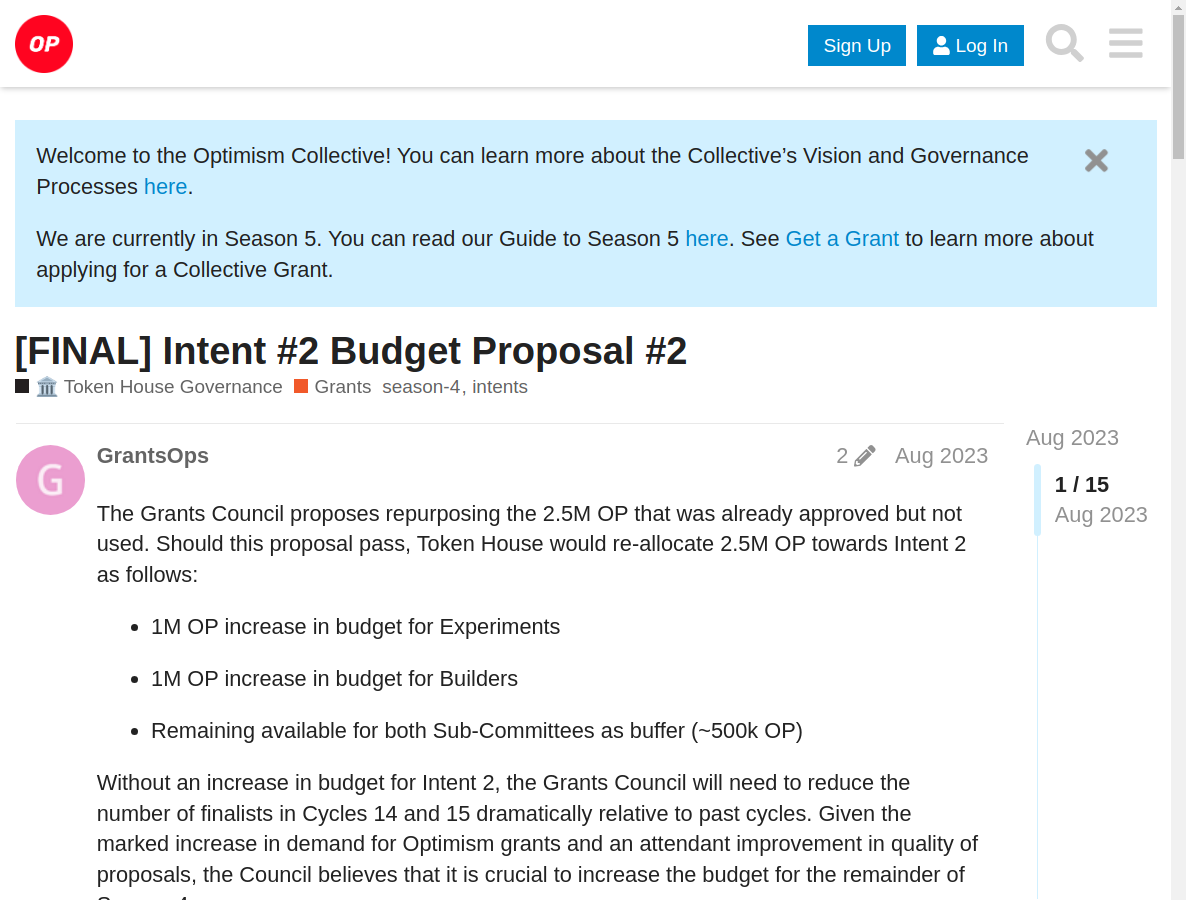 OP
Sign Up
Log In
Welcome to the Optimism Collective! You can learn more about the Collective’s Vision and Governance
Processes here.
We are currently in Season 5. You can read our Guide to Season 5 here. See Get a Grant to learn more about
applying for a Collective Grant.
[FINAL] Intent #2 Budget Proposal #2
Token House Governance Grants season-4, intents
G
GrantsOps
2
Aug 2023
The Grants Council proposes repurposing the 2.5M OP that was already approved but not
used. Should this proposal pass, Token House would re-allocate 2.5M OP towards Intent 2
as follows:
• 1M OP increase in budget for Experiments
• 1M OP increase in budget for Builders
• Remaining available for both Sub-Committees as buffer (~500k OP)
Without an increase in budget for Intent 2, the Grants Council will need to reduce the
number of finalists in Cycles 14 and 15 dramatically relative to past cycles. Given the
marked increase in demand for Optimism grants and an attendant improvement in quality of
proposals, the Council believes that it is crucial to increase the budget for the remainder of
Aug 2023
1 / 15
Aug 2023